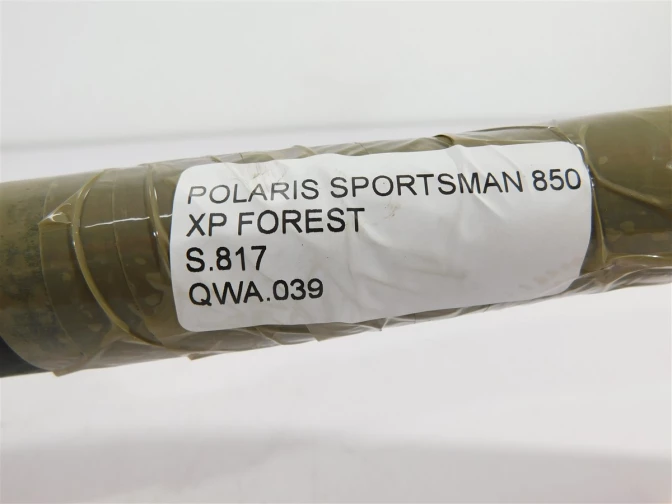 POLARIS SPORTSMAN 850
XP FOREST
S.817
QWA.039